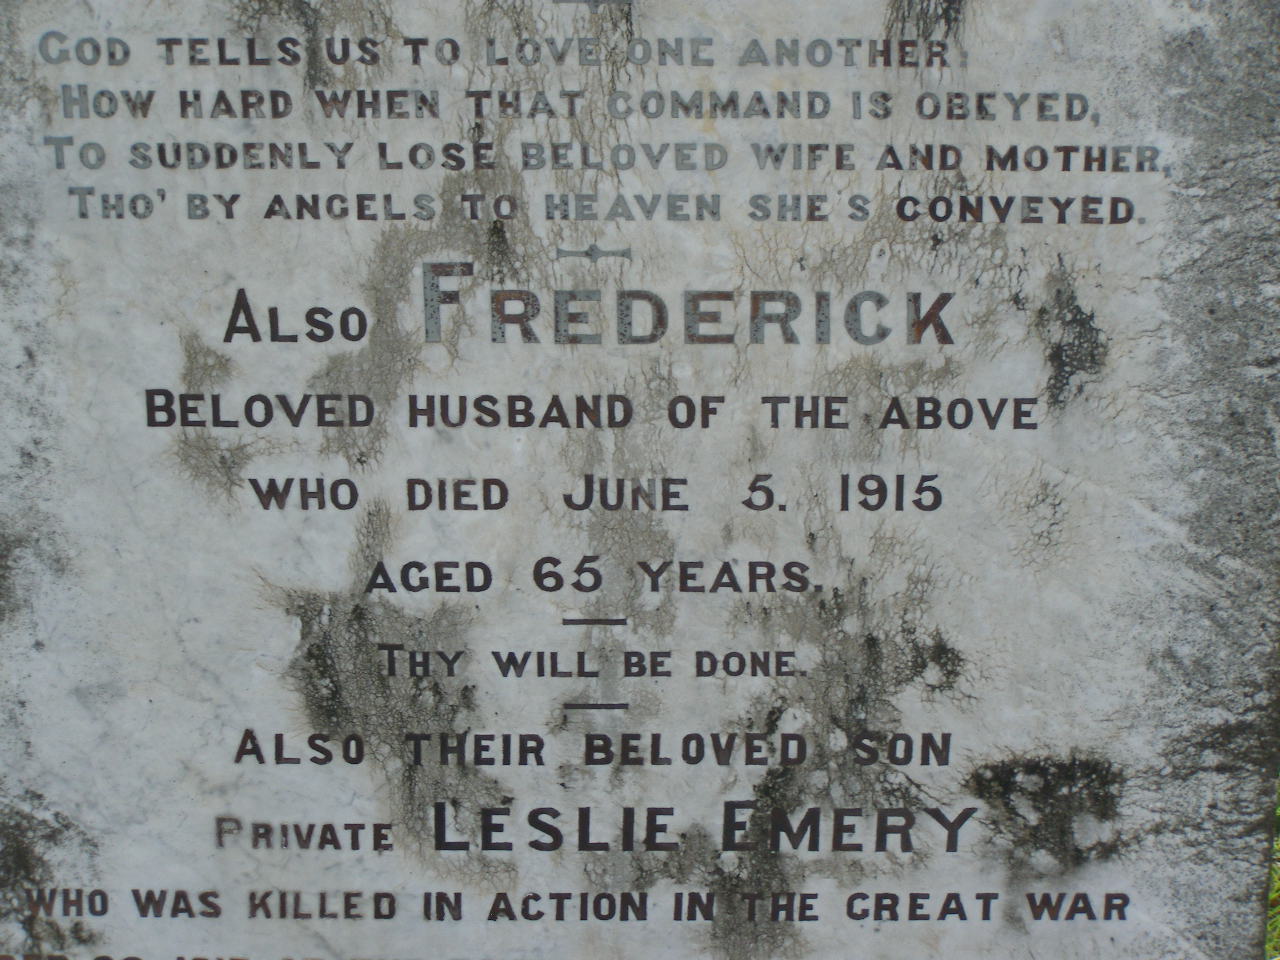 God tells us to love one another:
How hard when that command is obeyed,
To suddenly lose beloved wife and mother,
Tho' by angels to heaven she's conveyed.
Also Frederick
Beloved husband of the above
who died June 5. 1915
aged 65 years.
Thy will be done.
Also their beloved son
Private Leslie Emery
who was killed in action in the Great War